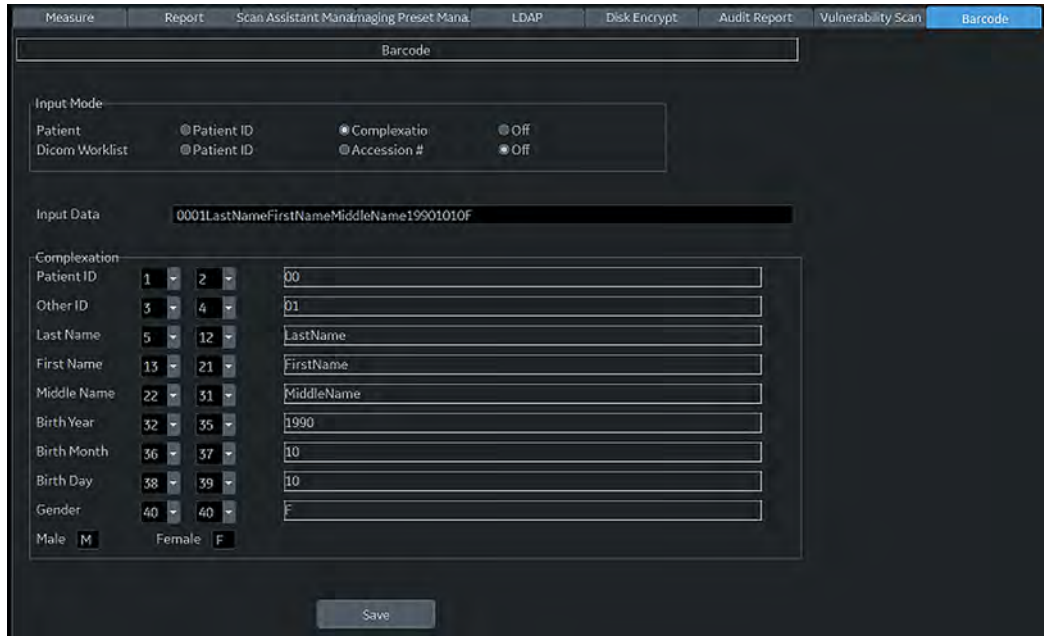 Measure Report Scan Assistant Mana Imaging Preset Mana. LDAP Disk Encrypt Audit Report Vulnerability Scan Barcode
Barcode
Input Mode
Patient Patient ID Complexatio Off
Dicom Worklist Patient ID Accession # Off
Input Data 0001LastNameFirstNameMiddleName19901010F
Complexation
Patient ID 1 2 00
Other ID 3 4 01
Last Name 5 12 LastName
First Name 13 21 FirstName
Middle Name 22 31 MiddleName
Birth Year 32 35 1990
Birth Month 36 37 10
Birth Day 38 39 10
Gender 40 40 F
Male M Female F
Save